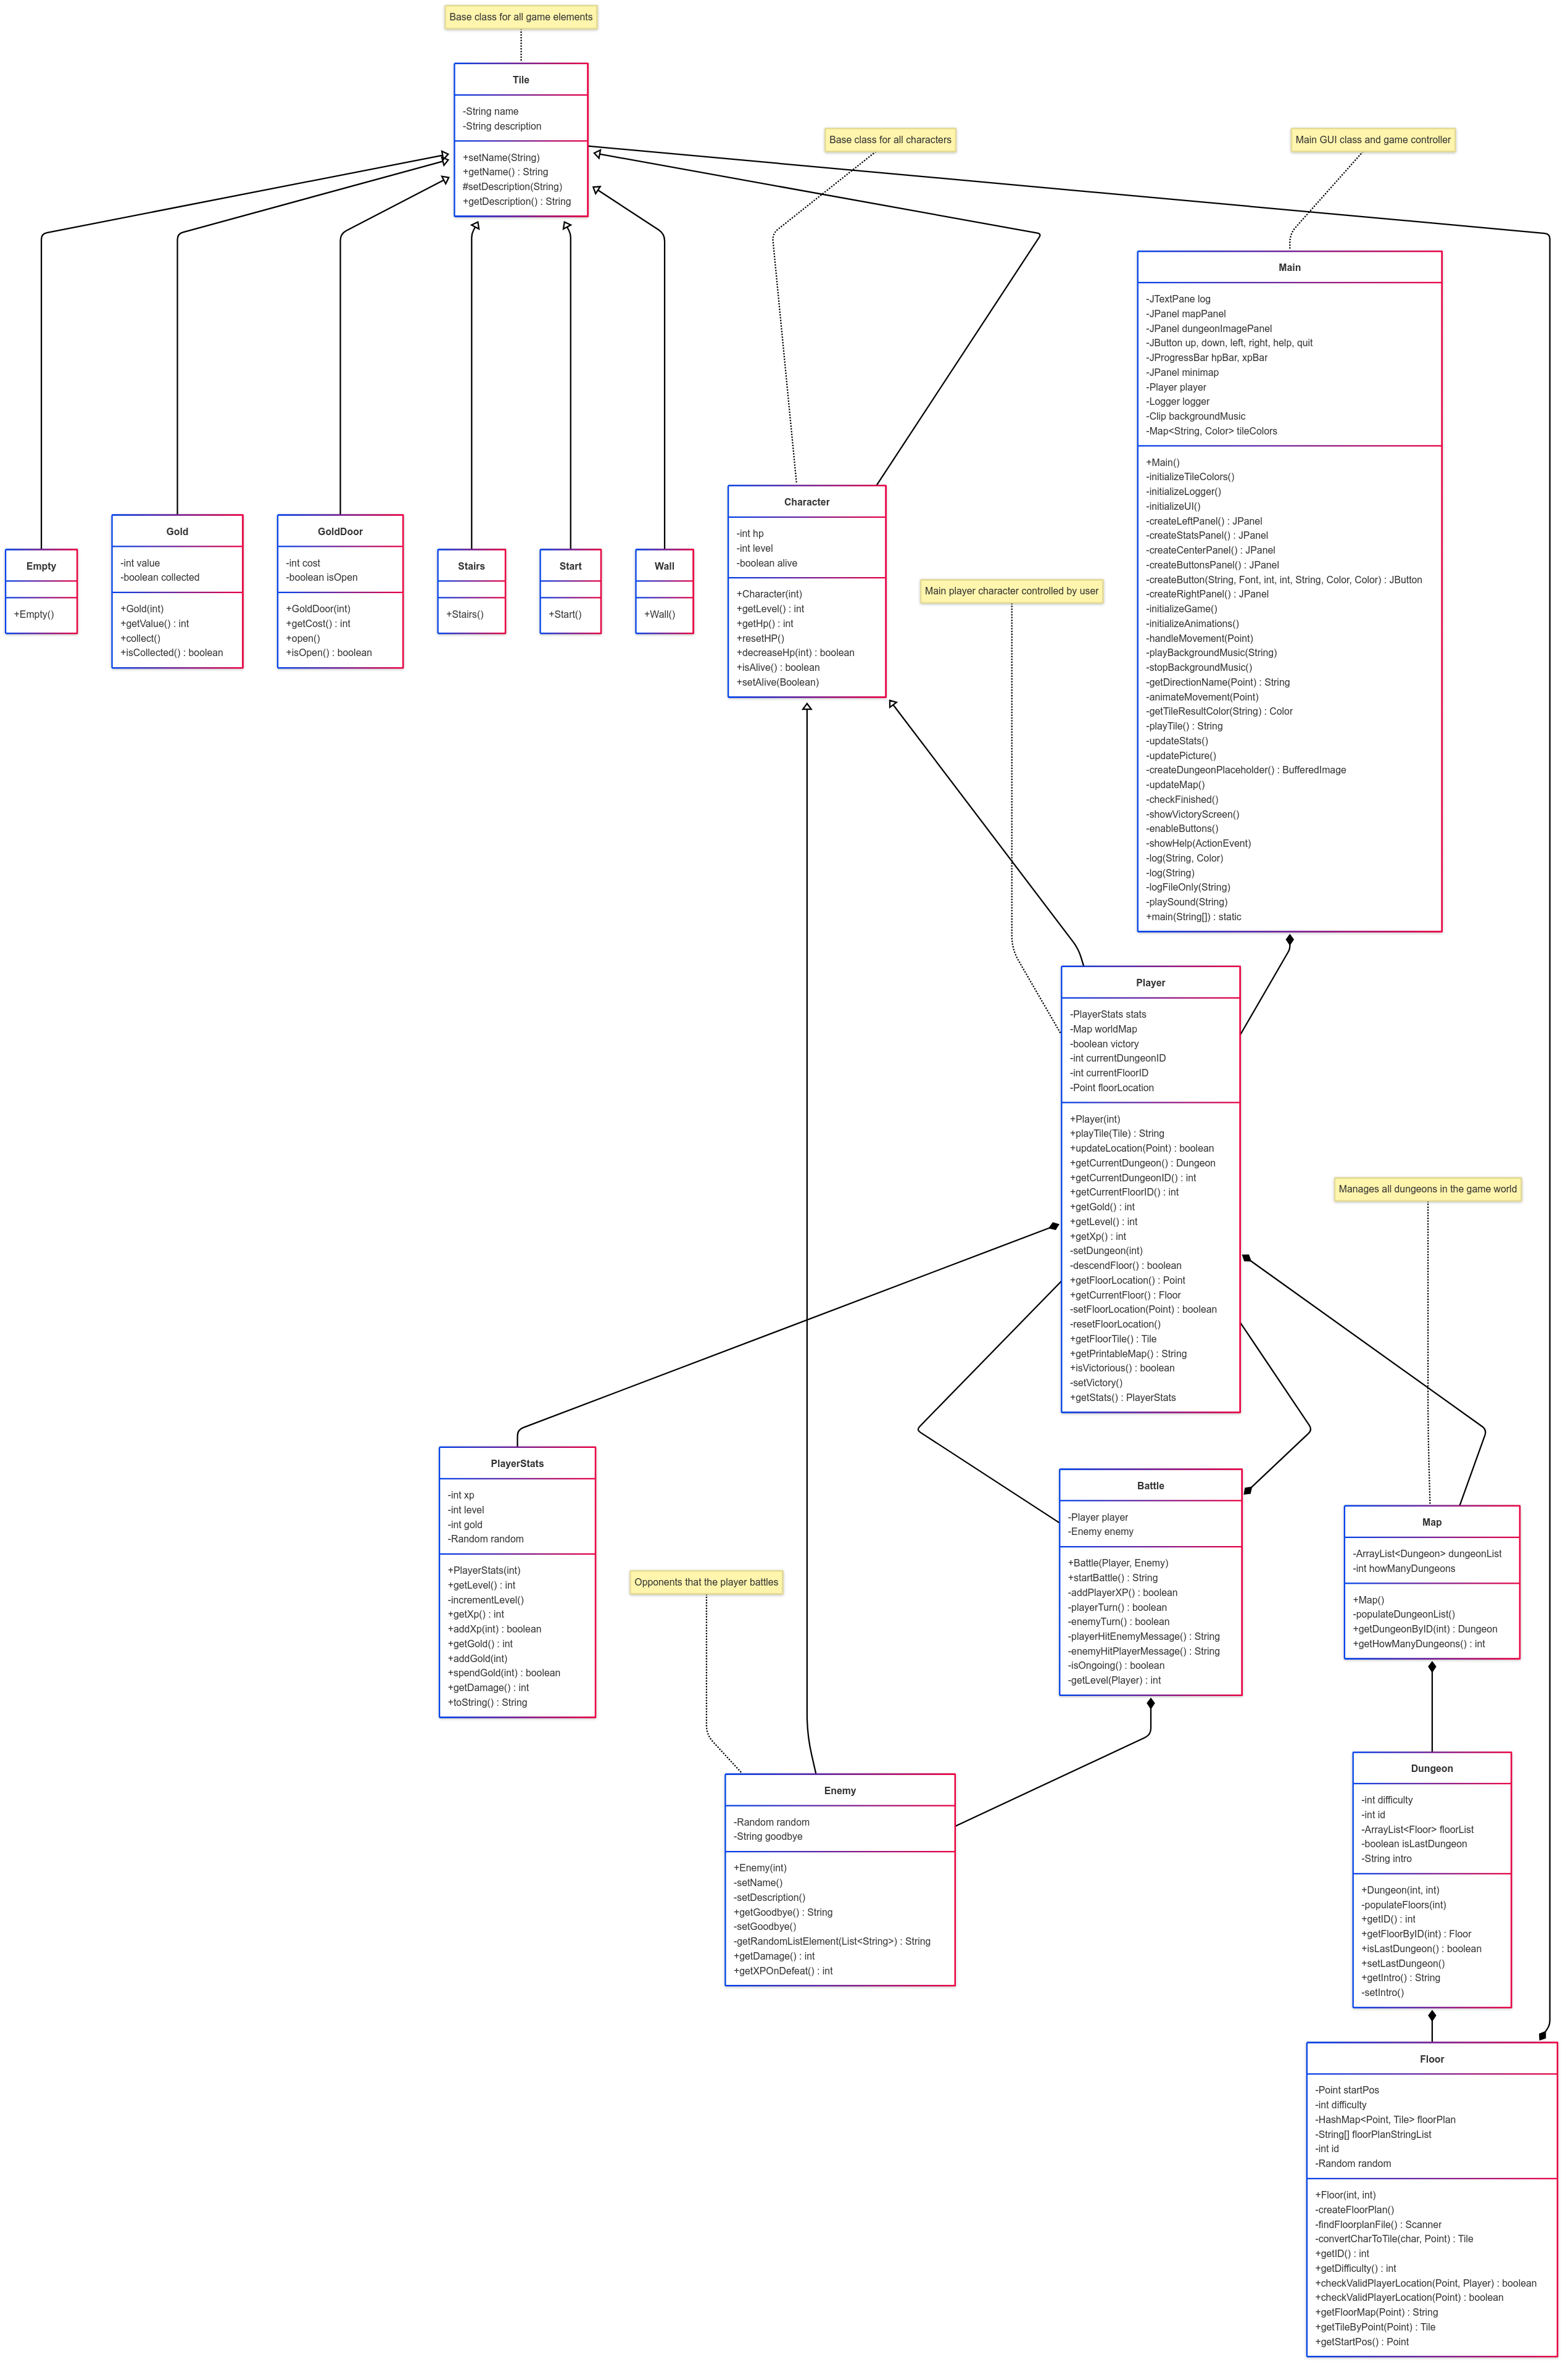 Base class for all game elements
Tile
-String name
-String description
+setName(String)
+getName() : String
#setDescription(String)
+getDescription() : String
Base class for all characters
Main GUI class and game controller
Main
-JTextPane log
-JPanel mapPanel
-JPanel dungeonImagePanel
-JButton up, down, left, right, help, quit
-JProgressBar hpBar, xpBar
-JPanel minimap
-Player player
-Logger logger
-Clip backgroundMusic
-Map<String, Color> tileColors
+Main()
-initializeTileColors()
-initializeLogger()
-initializeUI()
-createLeftPanel() : JPanel
-createStatsPanel() : JPanel
-createCenterPanel() : JPanel
-createButtonsPanel() : JPanel
-createButton(String, Font, int, int, String, Color, Color) : JButton
-createRightPanel() : JPanel
-initializeGame()
-initializeAnimations()
-handleMovement(Point)
-playBackgroundMusic(String)
-stopBackgroundMusic()
-getDirectionName(Point) : String
-animateMovement(Point)
-getTileResultColor(String) : Color
-playTile() : String
-updateStats()
-updatePicture()
-createDungeonPlaceholder() : BufferedImage
-updateMap()
-checkFinished()
-showVictoryScreen()
-enableButtons()
-showHelp(ActionEvent)
-log(String, Color)
-log(String)
-logFileOnly(String)
-playSound(String)
+main(String[]) : static
Empty
+Empty()
Gold
-int value
-boolean collected
+Gold(int)
+getValue() : int
+collect()
+isCollected() : boolean
GoldDoor
-int cost
-boolean isOpen
+GoldDoor(int)
+getCost() : int
+open()
+isOpen() : boolean
Stairs
+Stairs()
Start
+Start()
Wall
+Wall()
Character
-int hp
-int level
-boolean alive
+Character(int)
+getLevel() : int
+getHp() : int
+resetHP()
+decreaseHp(int) : boolean
+isAlive() : boolean
+setAlive(Boolean)
Main player character controlled by user
Player
-PlayerStats stats
-Map worldMap
-boolean victory
-int currentDungeonID
-int currentFloorID
-Point floorLocation
+Player(int)
+playTile(Tile) : String
+updateLocation(Point) : boolean
+getCurrentDungeon() : Dungeon
+getCurrentDungeonID() : int
+getCurrentFloorID() : int
+getGold() : int
+getLevel() : int
+getXp() : int
-setDungeon(int)
-descendFloor() : boolean
+getFloorLocation() : Point
+getCurrentFloor() : Floor
-setFloorLocation(Point) : boolean
-resetFloorLocation()
+getFloorTile() : Tile
+getPrintableMap() : String
+isVictorious() : boolean
-setVictory()
+getStats() : PlayerStats
Manages all dungeons in the game world
PlayerStats
-int xp
-int level
-int gold
-Random random
+PlayerStats(int)
+getLevel() : int
-incrementLevel()
+getXp() : int
+addXp(int) : boolean
+getGold() : int
+addGold(int)
+spendGold(int) : boolean
+getDamage() : int
+toString() : String
Opponents that the player battles
Battle
-Player player
-Enemy enemy
+Battle(Player, Enemy)
+startBattle() : String
-addPlayerXP() : boolean
-playerTurn() : boolean
-enemyTurn() : boolean
-playerHitEnemyMessage() : String
-enemyHitPlayerMessage() : String
-isOngoing() : boolean
-getLevel(Player) : int
Map
-ArrayList<Dungeon> dungeonList
-int howManyDungeons
+Map()
-populateDungeonList()
+getDungeonByID(int) : Dungeon
+getHowManyDungeons() : int
Enemy
-Random random
-String goodbye
+Enemy(int)
-setName()
-setDescription()
+getGoodbye() : String
-setGoodbye()
-getRandomListElement(List<String>) : String
+getDamage() : int
+getXPOnDefeat() : int
Dungeon
-int difficulty
-int id
-ArrayList<Floor> floorList
-boolean isLastDungeon
-String intro
+Dungeon(int, int)
-populateFloors(int)
+getID() : int
+getFloorByID(int) : Floor
+isLastDungeon() : boolean
+setLastDungeon()
+getIntro() : String
-setIntro()
Floor
-Point startPos
-int difficulty
-HashMap<Point, Tile> floorPlan
-String[] floorPlanStringList
-int id
-Random random
+Floor(int, int)
-createFloorPlan()
-findFloorplanFile() : Scanner
-convertCharToTile(char, Point) : Tile
+getID() : int
+getDifficulty() : int
+checkValidPlayerLocation(Point, Player) : boolean
+checkValidPlayerLocation(Point) : boolean
+getFloorMap(Point) : String
+getTileByPoint(Point) : Tile
+getStartPos() : Point